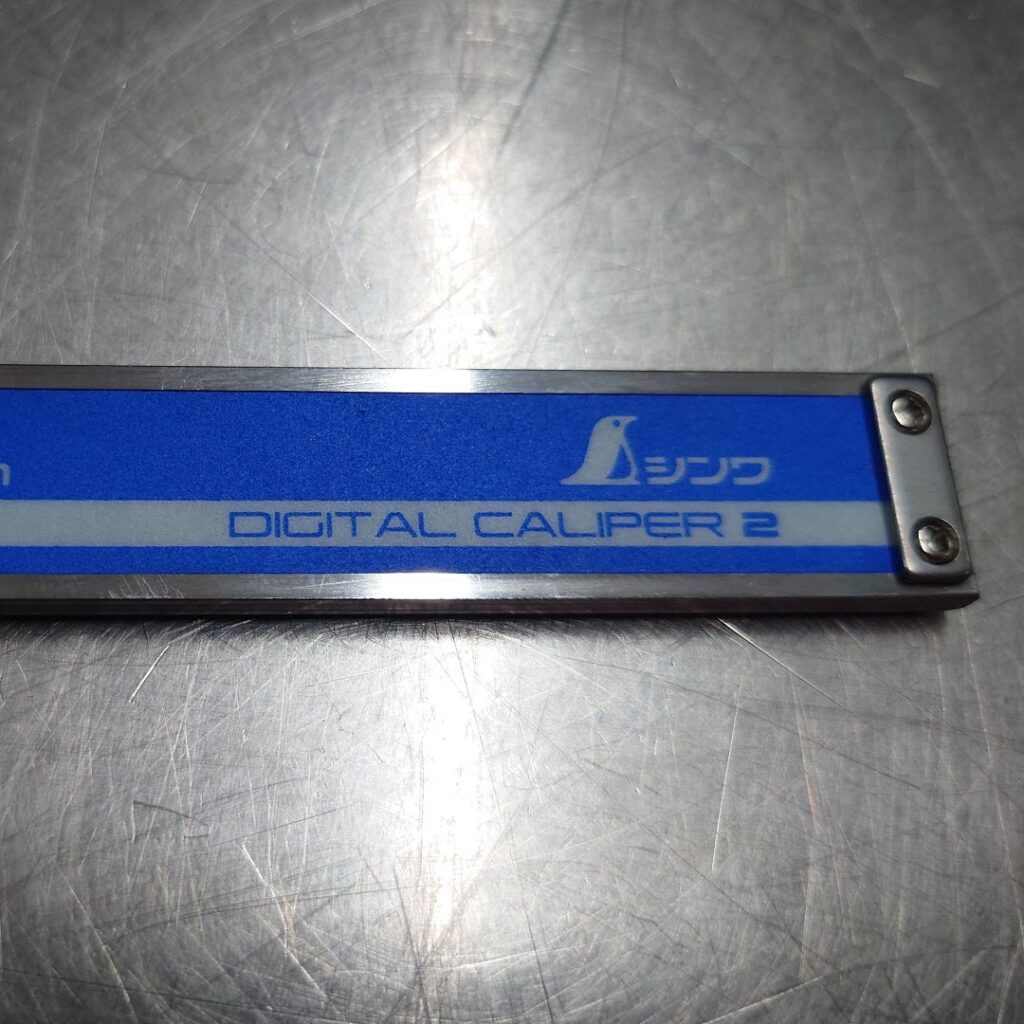 シンワ
DIGITAL CALIPER 2